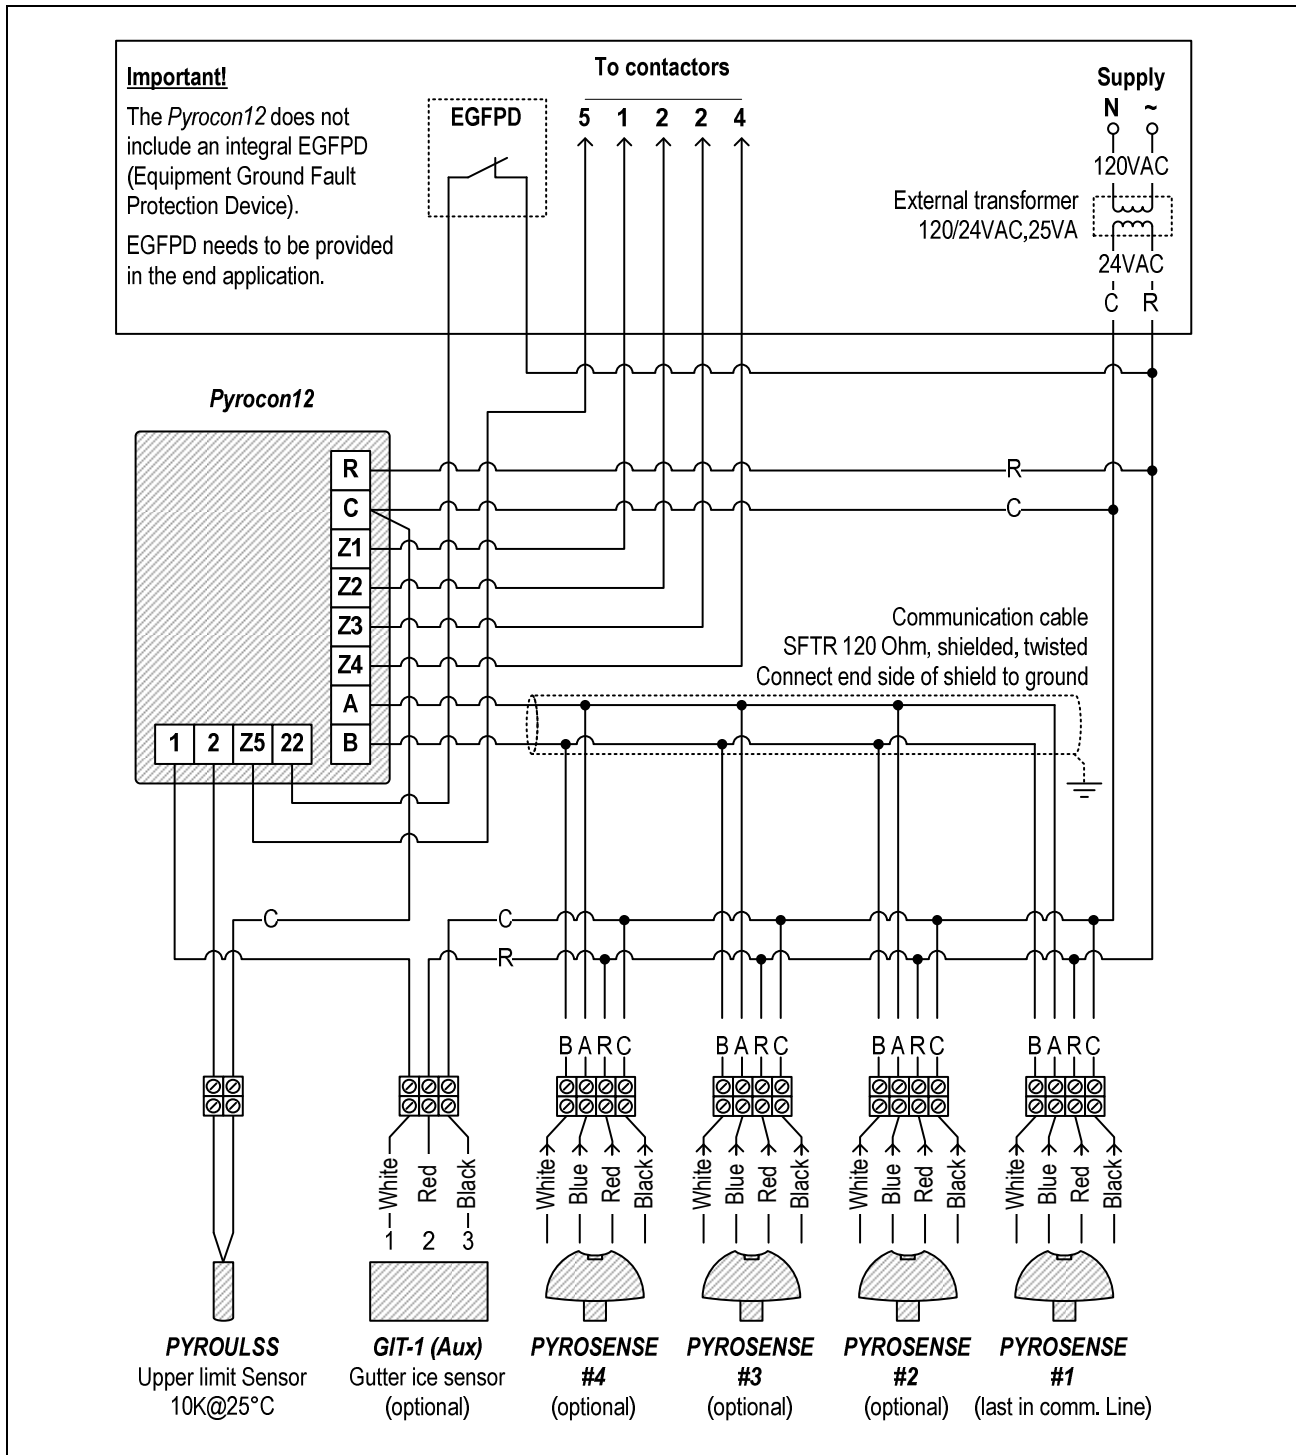 Important!
The Pyrocon12 does not
include an integral EGFPD
(Equipment Ground Fault
Protection Device).
EGFPD needs to be provided
in the end application.
EGFPD
To contactors
5 1 2 2 4
Supply
N ~
120VAC
External transformer
120/24VAC,25VA
24VAC
C R
Pyrocon12
R
C
Z1
Z2
Z3
Z4
A
B
1 2 Z5 22
R
C
Communication cable
SFTR 120 Ohm, shielded, twisted
Connect end side of shield to ground
C
C
R
B A R C
B A R C
B A R C
B A R C
White Red Black
1 2 3
White Blue Red Black
White Blue Red Black
White Blue Red Black
White Blue Red Black
PYROULSS
Upper limit Sensor
10K@25°C
GIT-1 (Aux)
Gutter ice sensor
(optional)
PYROSENSE
#4
(optional)
PYROSENSE
#3
(optional)
PYROSENSE
#2
(optional)
PYROSENSE
#1
(last in comm. Line)